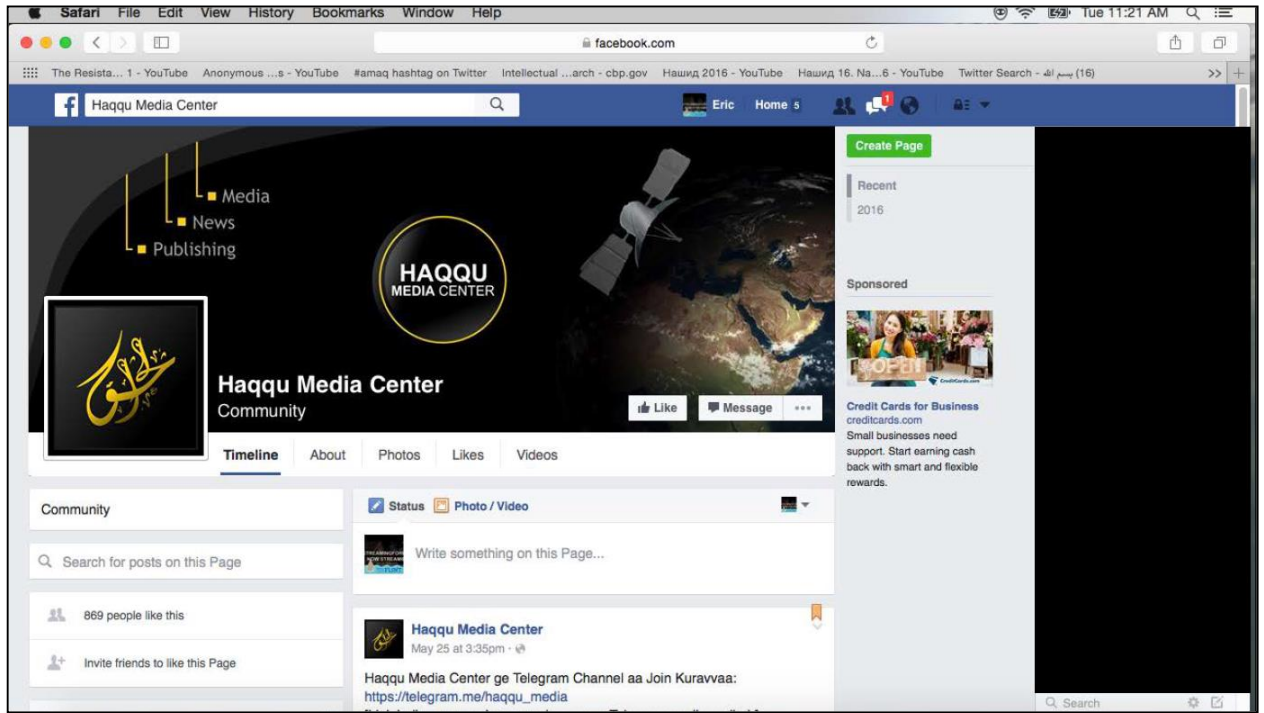 Safari File Edit View History Bookmarks Window Help
Tue 11:21 AM
facebook.com
The Resista... 1 - YouTube Anonymous ...s - YouTube #amaq hashtag on Twitter Intellectual ...arch - cbp.gov Нашид 2016 - YouTube Нашид 16. Na...6 - YouTube Twitter Search - بسم الله (16) >> +
Haqqu Media Center
Eric Home 5
1
Media
News
Publishing
HAQQU
MEDIA CENTER
Haqqu Media Center
Community
Like Message ...
Timeline About Photos Likes Videos
Create Page
Recent
2016
Sponsored
OPEN
CreditCards.com
Credit Cards for Business
creditcards.com
Small businesses need
support. Start earning cash
back with smart and flexible
rewards.
Community
Search for posts on this Page
869 people like this
Invite friends to like this Page
Status Photo / Video
Write something on this Page...
Haqqu Media Center
May 25 at 3:35pm ·
Haqqu Media Center ge Telegram Channel aa Join Kuravvaa:
https://telegram.me/haqqu_media
Search